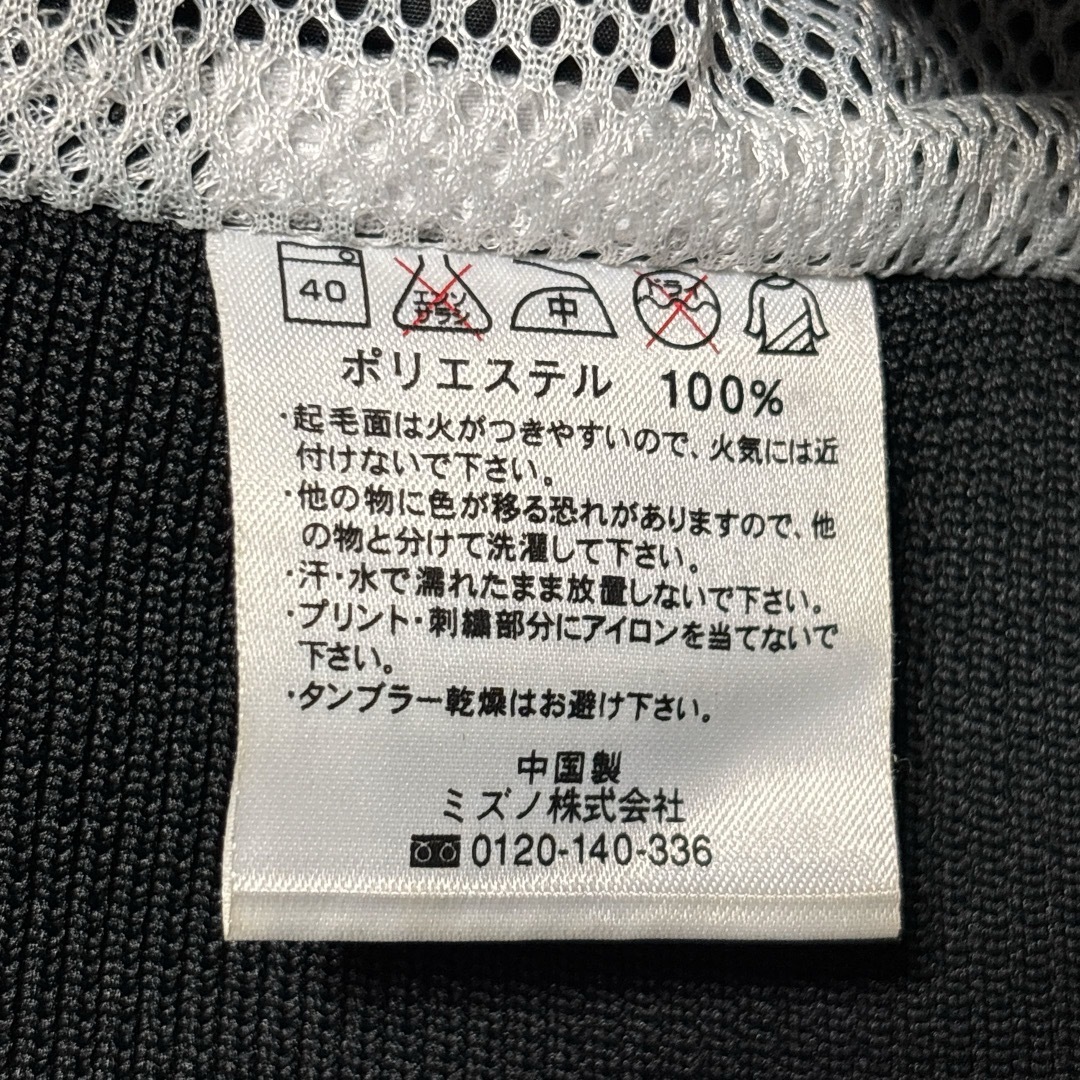 40 エンソ サラシ 中 ドライ
ポリエステル 100%
・起毛面は火がつきやすいので、火気には近
付けないで下さい。
・他の物に色が移る恐れがありますので、他
の物と分けて洗濯して下さい。
・汗・水で濡れたまま放置しないで下さい。
・プリント・刺繍部分にアイロンを当てないで
下さい。
・タンブラー乾燥はお避け下さい。
中国製
ミズノ株式会社
0120-140-336